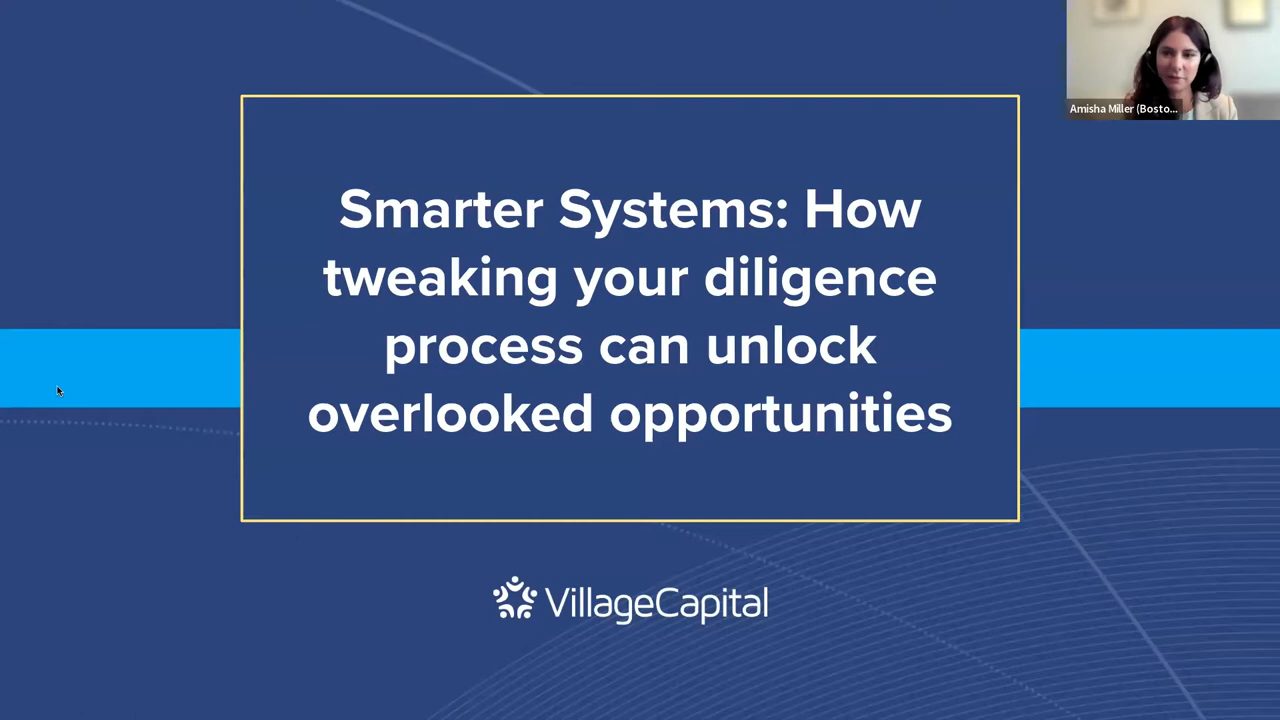 Amisha Miller (Bosto...
Smarter Systems: How
tweaking your diligence
process can unlock
overlooked opportunities
VillageCapital